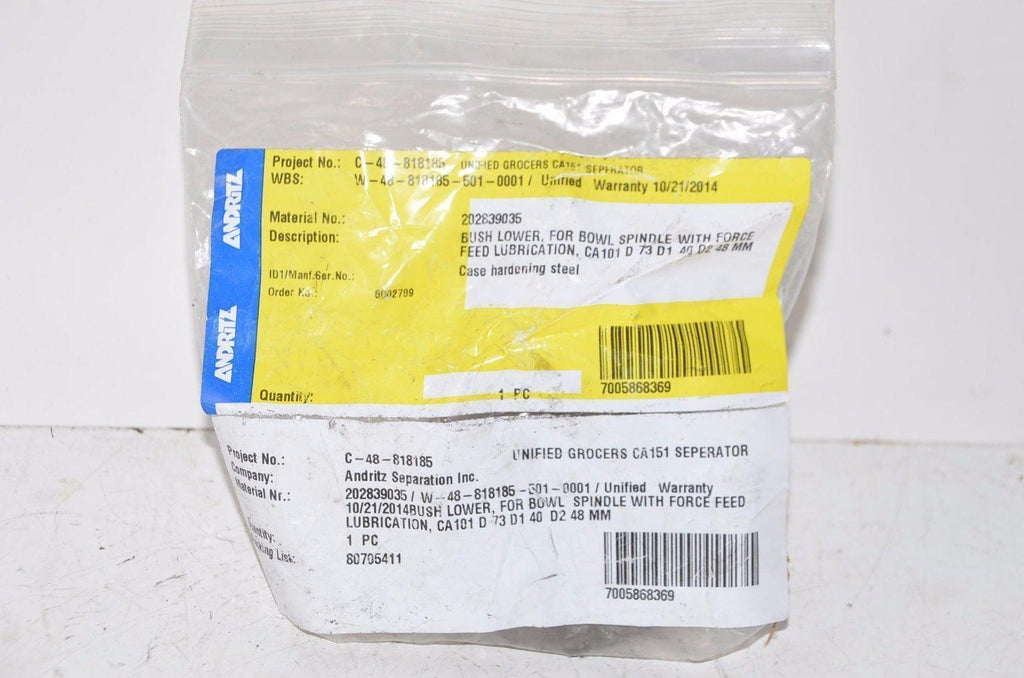 ANDRITZ
ANDRITZ
Project No.: C-48-818185 UNIFIED GROCERS CA151 SEPERATOR
WBS: W-48-818185-501-0001 / Unified Warranty 10/21/2014
Material No.: 202839035
Description: BUSH LOWER, FOR BOWL SPINDLE WITH FORCE
FEED LUBRICATION, CA101 D 73 D1 40 D2 48 MM
Case hardening steel
ID1/Manf.Ser.No.:
Order No.: 6002799
Quantity: 1 PC
7005868369
Project No.: C-48-818185 UNIFIED GROCERS CA151 SEPERATOR
Company: Andritz Separation Inc.
Material Nr.: 202839035 / W-48-818185-501-0001 / Unified Warranty
10/21/2014BUSH LOWER, FOR BOWL SPINDLE WITH FORCE FEED
LUBRICATION, CA101 D 73 D1 40 D2 48 MM
1 PC
80705411
7005868369